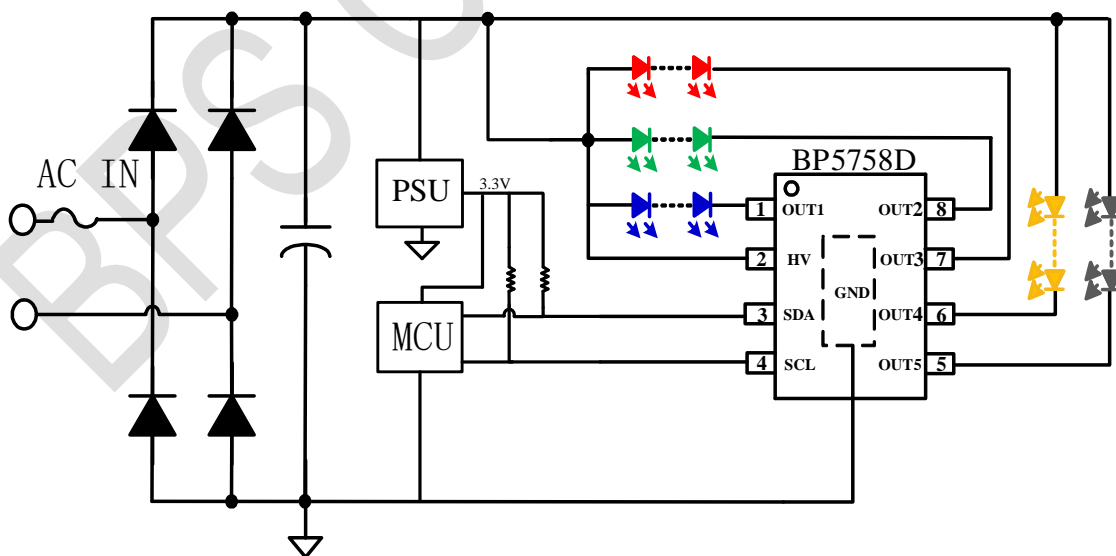 BPS C
AC IN
PSU
3.3V
MCU
BP5758D
1 OUT1
OUT2 8
2 HV
OUT3 7
GND
3 SDA
OUT4 6
4 SCL
OUT5 5